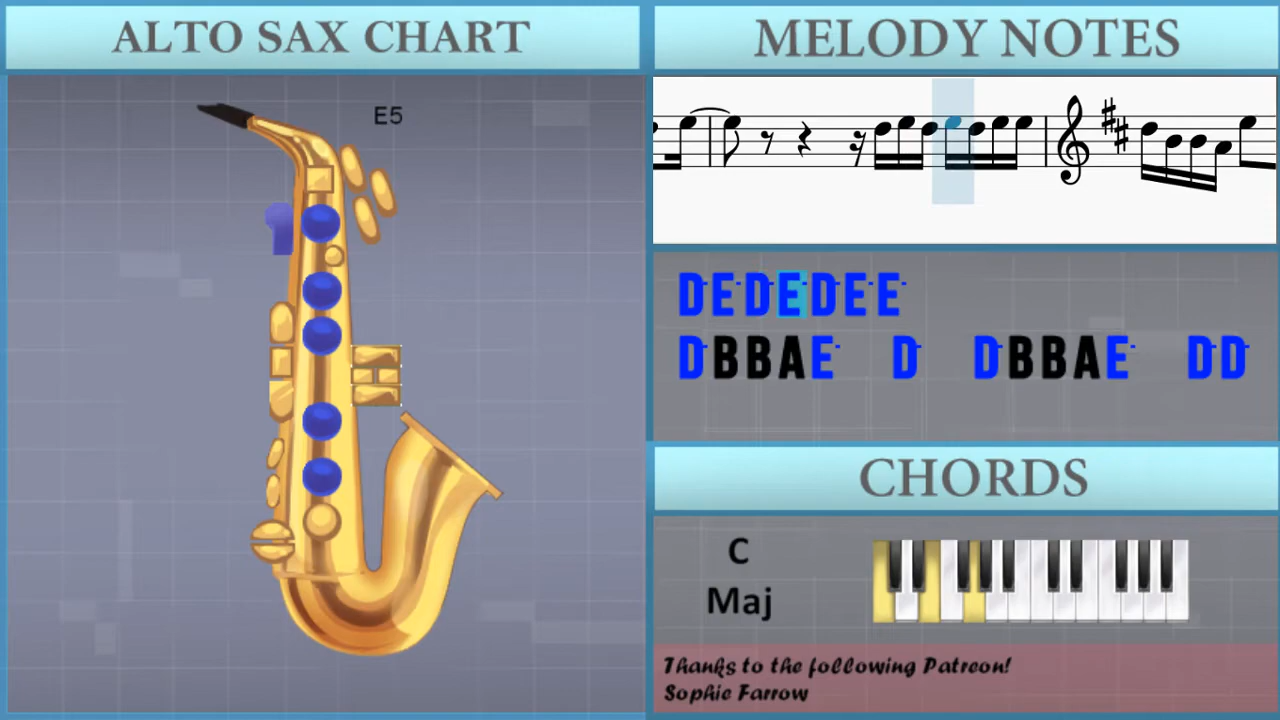 ALTO SAX CHART
E5
MELODY NOTES
DEDEDEE
DBBAE D DBBAE DD
CHORDS
C
Maj
Thanks to the following Patreon!
Sophie Farrow